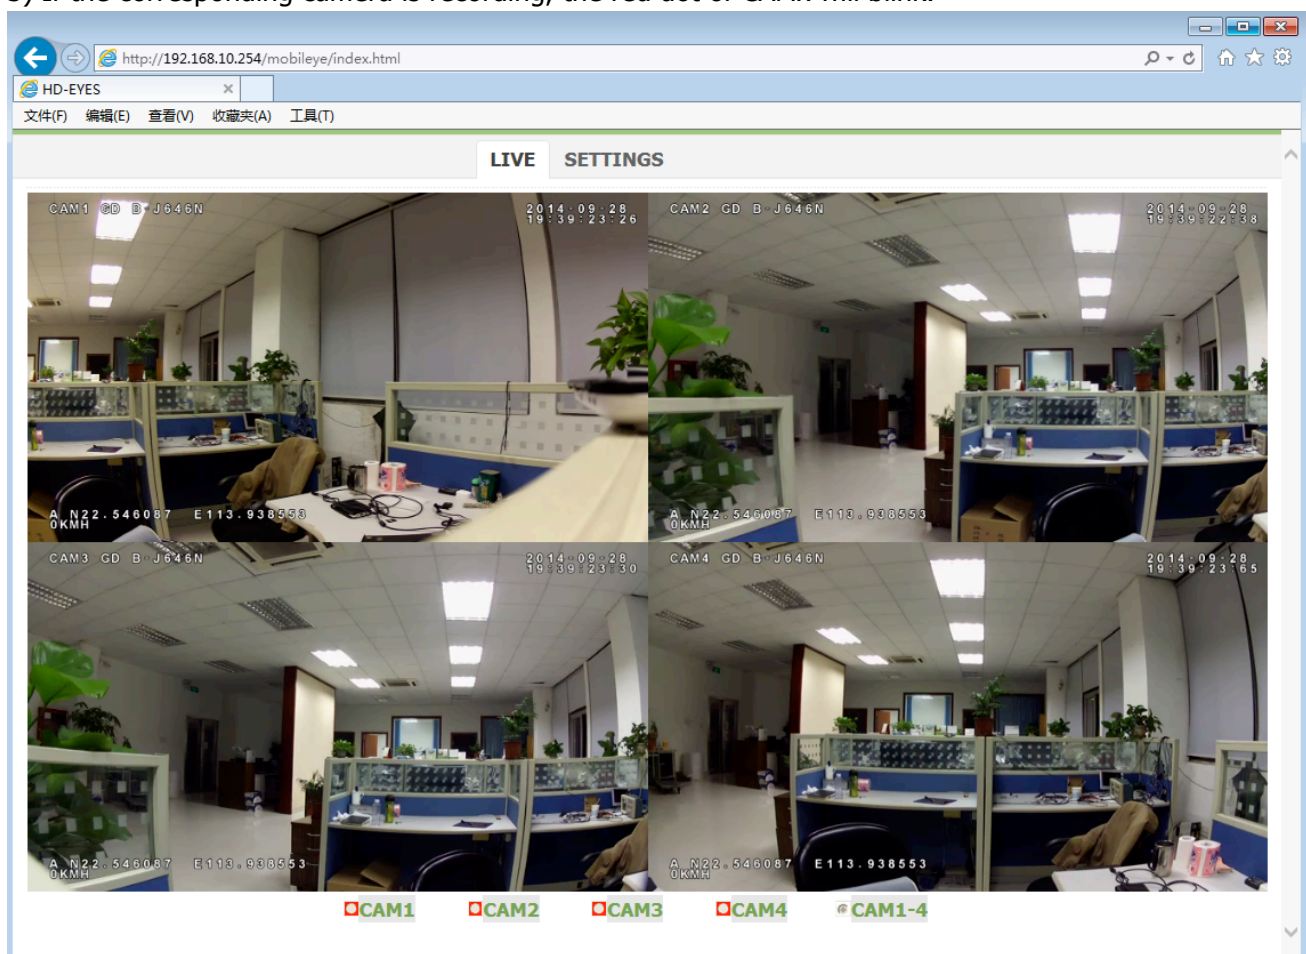 http://192.168.10.254/mobileye/index.html
HD-EYES
文件(F) 编辑(E) 查看(V) 收藏夹(A) 工具(T)
LIVE SETTINGS
CAM1 GD B-J646N
2014-09-28
19:39:23:26
CAM2 GD B-J646N
2014-09-28
19:39:22:38
A N22.546087 E113.938553
0KMH
A N22.546087 E113.938553
0KMH
CAM3 GD B-J646N
2014-09-28
19:39:23:30
CAM4 GD B-J646N
2014-09-28
19:39:23:65
A N22.546087 E113.938553
0KMH
A N22.546087 E113.938553
0KMH
CAM1 CAM2 CAM3 CAM4 CAM1-4